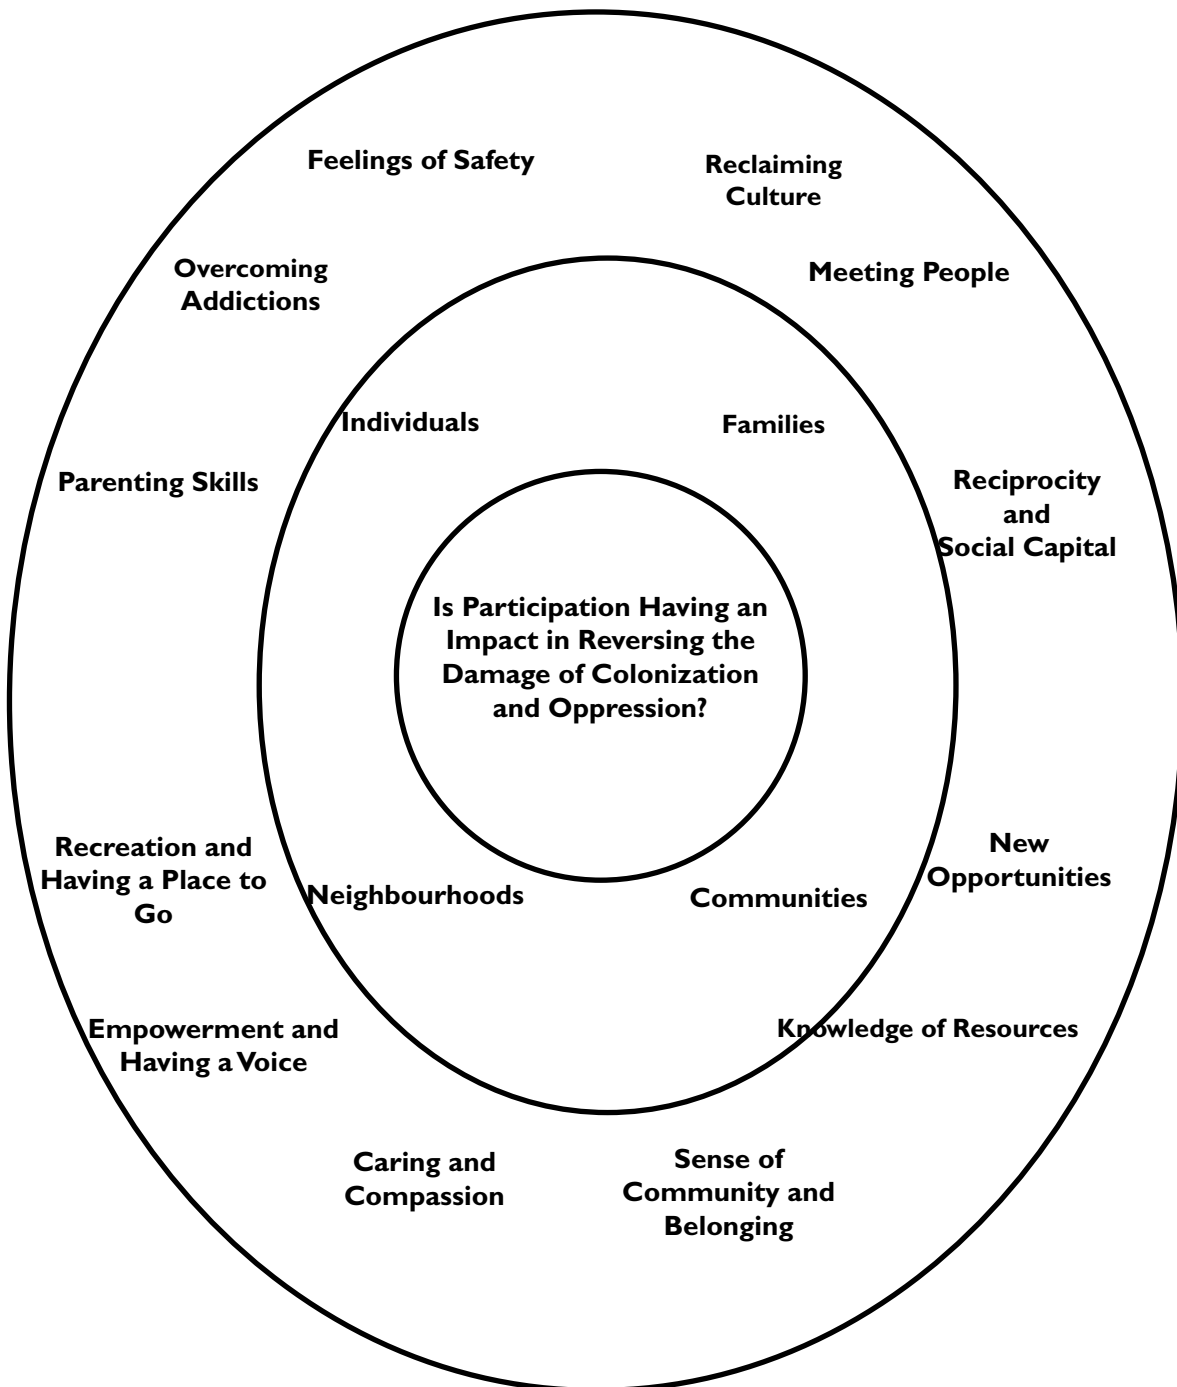 Feelings of Safety
Reclaiming
Culture
Overcoming
Addictions
Meeting People
Individuals
Families
Parenting Skills
Reciprocity
and
Social Capital
Is Participation Having an
Impact in Reversing the
Damage of Colonization
and Oppression?
Recreation and
Having a Place to
Go
New
Opportunities
Neighbourhoods
Communities
Empowerment and
Having a Voice
Knowledge of Resources
Caring and
Compassion
Sense of
Community and
Belonging